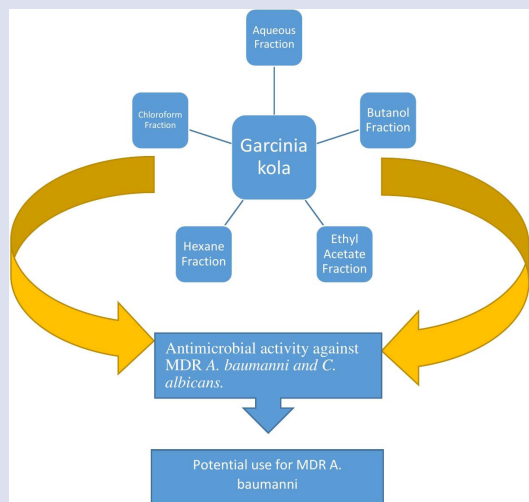 Aqueous
Fraction
Chloroform
Fraction
Butanol
Fraction
Garcinia
kola
Hexane
Fraction
Ethyl
Acetate
Fraction
Antimicrobial activity against
MDR A. baumanni and C.
albicans.
Potential use for MDR A.
baumanni